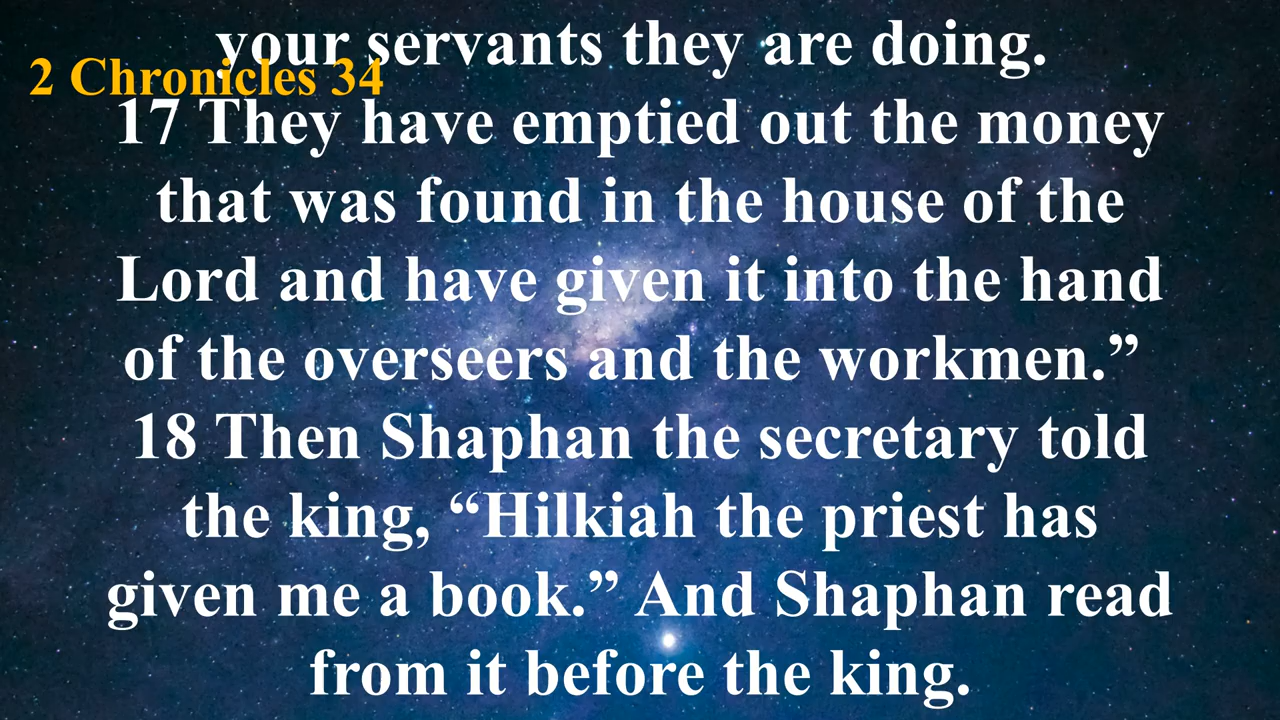 your servants they are doing.
2 Chronicles 34
17 They have emptied out the money
that was found in the house of the
Lord and have given it into the hand
of the overseers and the workmen.”
18 Then Shaphan the secretary told
the king, “Hilkiah the priest has
given me a book.” And Shaphan read
from it before the king.